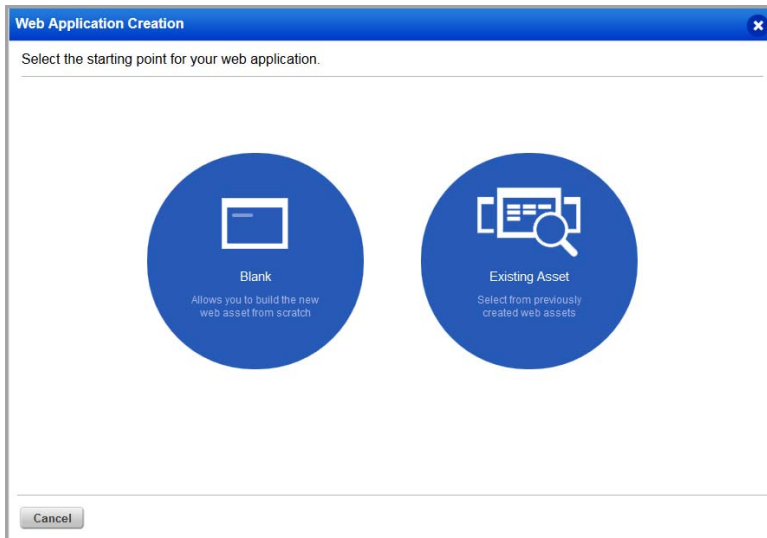 Web Application Creation
Select the starting point for your web application.
Blank
Allows you to build the new
web asset from scratch
Existing Asset
Select from previously
created web assets
Cancel